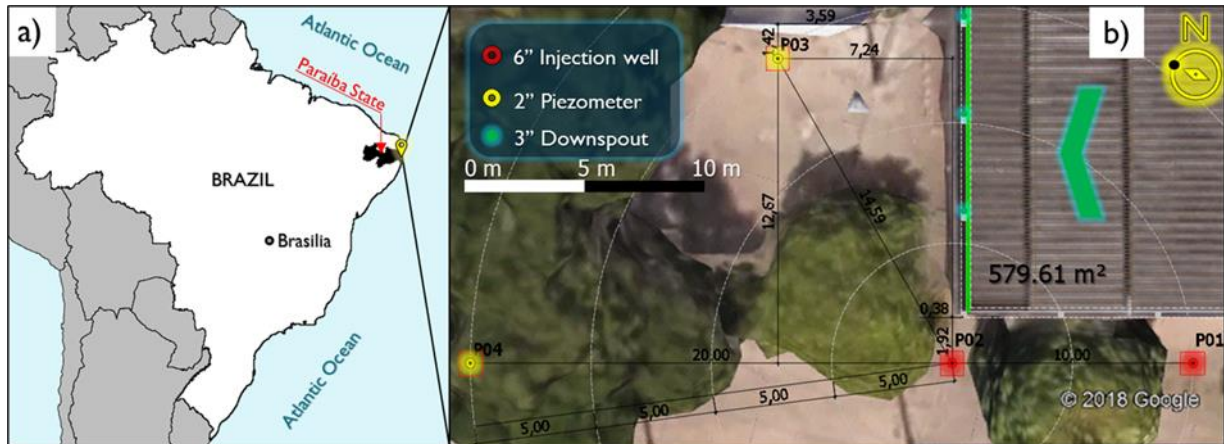 a)
Atlantic Ocean
Paraíba State
BRAZIL
Brasilia
Atlantic Ocean
6” Injection well
2” Piezometer
3” Downspout
0 m
5 m
10 m
3,59
1,42
P03
7,24
b)
N
12,67
14,59
579.61 m²
0,38
1,92
P04
20.00
P02
10.00
P01
5,00
5,00
5,00
5,00
© 2018 Google